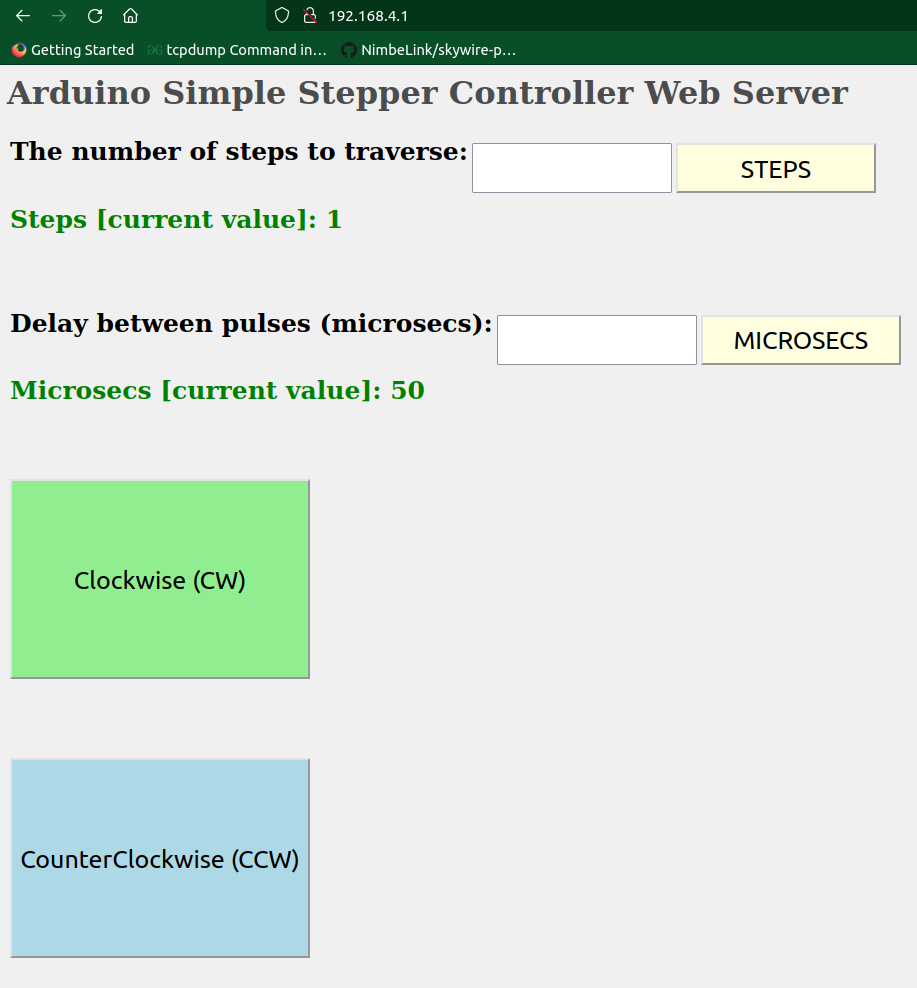 192.168.4.1
Getting Started tcpdump Command in... NimbeLink/skywire-p...
Arduino Simple Stepper Controller Web Server
The number of steps to traverse: STEPS
Steps [current value]: 1
Delay between pulses (microsecs): MICROSECS
Microsecs [current value]: 50
Clockwise (CW)
CounterClockwise (CCW)